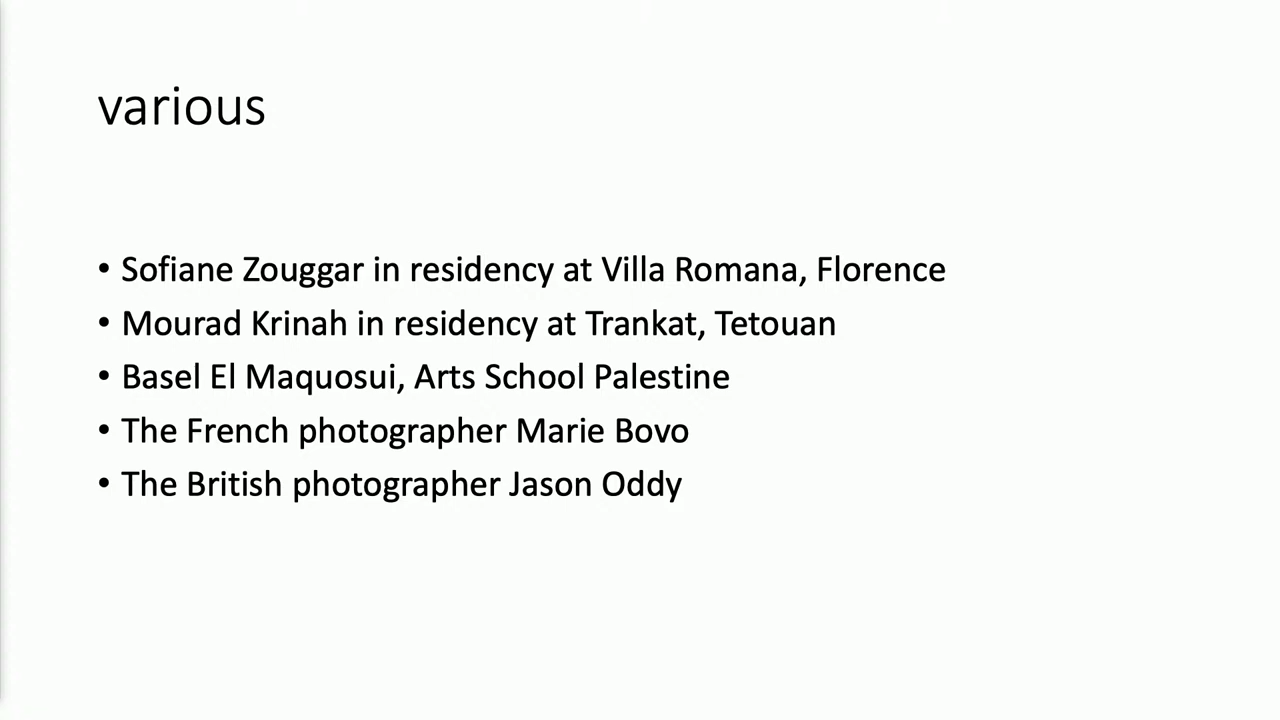 various
• Sofiane Zouggar in residency at Villa Romana, Florence
• Mourad Krinah in residency at Trankat, Tetouan
• Basel El Maquosui, Arts School Palestine
• The French photographer Marie Bovo
• The British photographer Jason Oddy